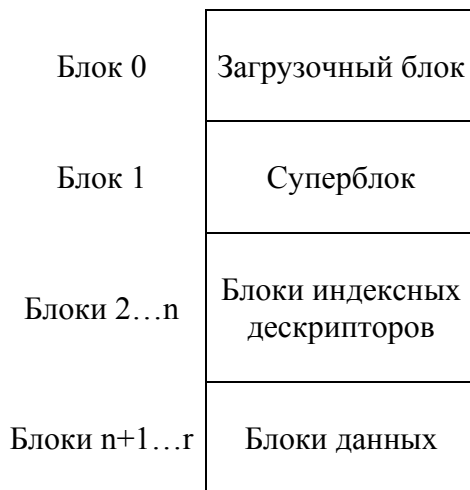 Блок 0
Загрузочный блок
Блок 1
Суперблок
Блоки 2…n
Блоки индексных
дескрипторов
Блоки n+1…r
Блоки данных